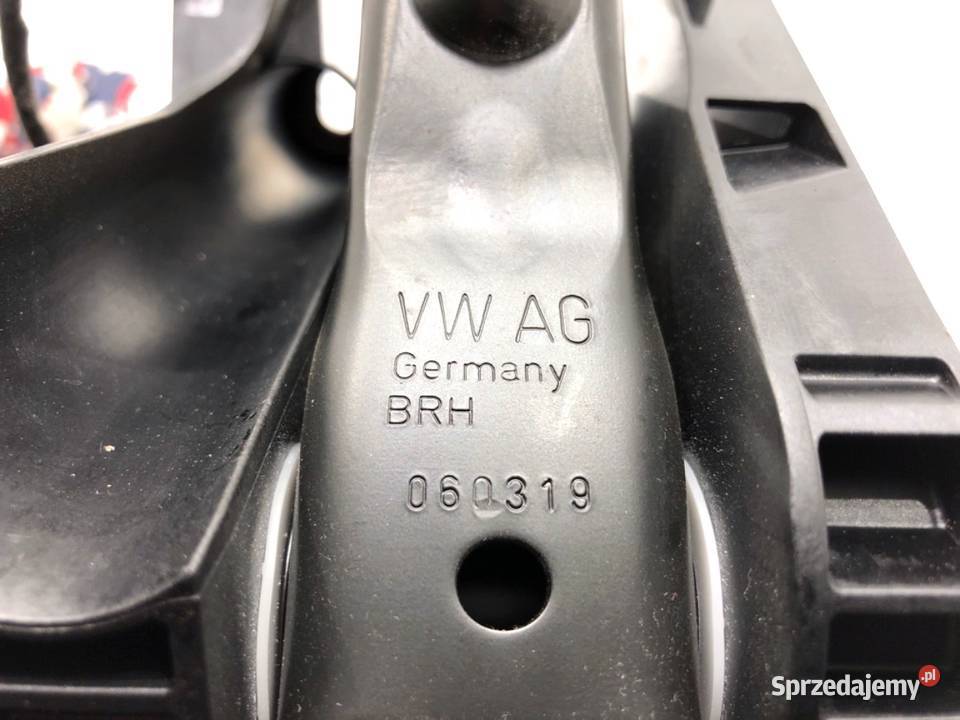 VW AG
Germany
BRH
060319
Sprzedajemy.pl